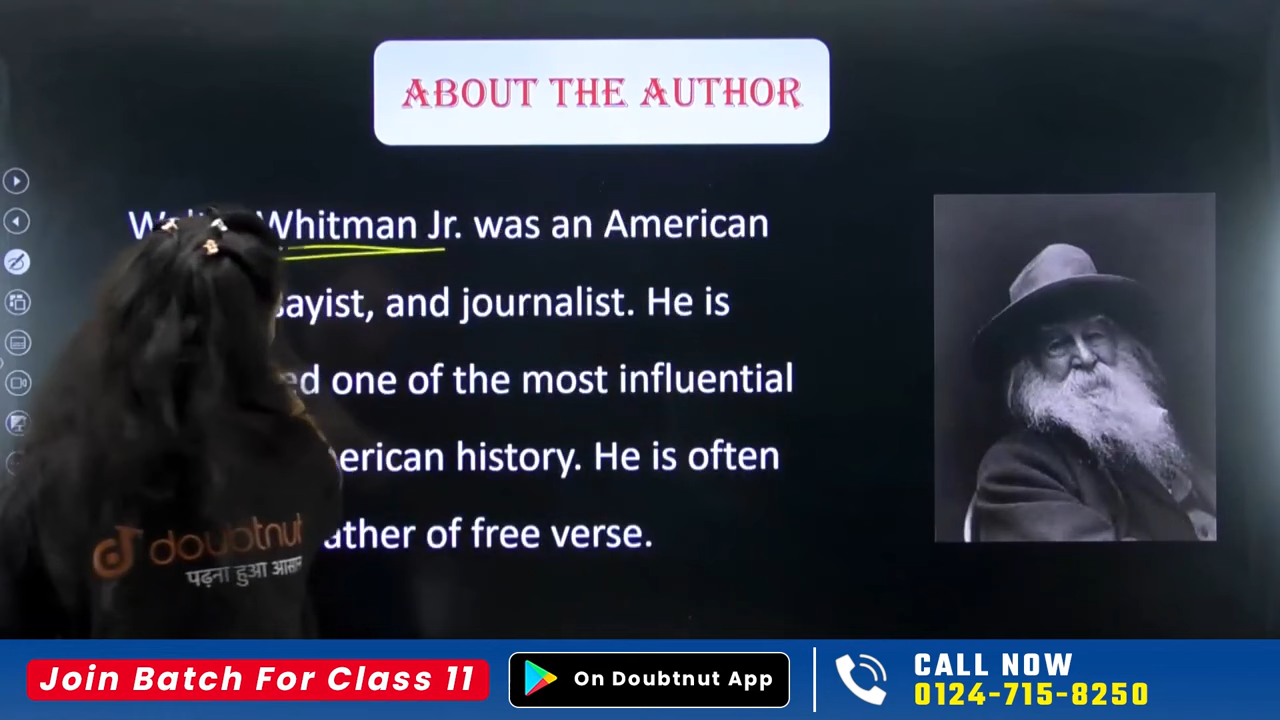 ABOUT THE AUTHOR
Whitman Jr. was an American
sayist, and journalist. He is
ed one of the most influential
erican history. He is often
ather of free verse.
doubtnut
पढ़ना हुआ आसान
Join Batch For Class 11
On Doubtnut App
CALL NOW
0124-715-8250